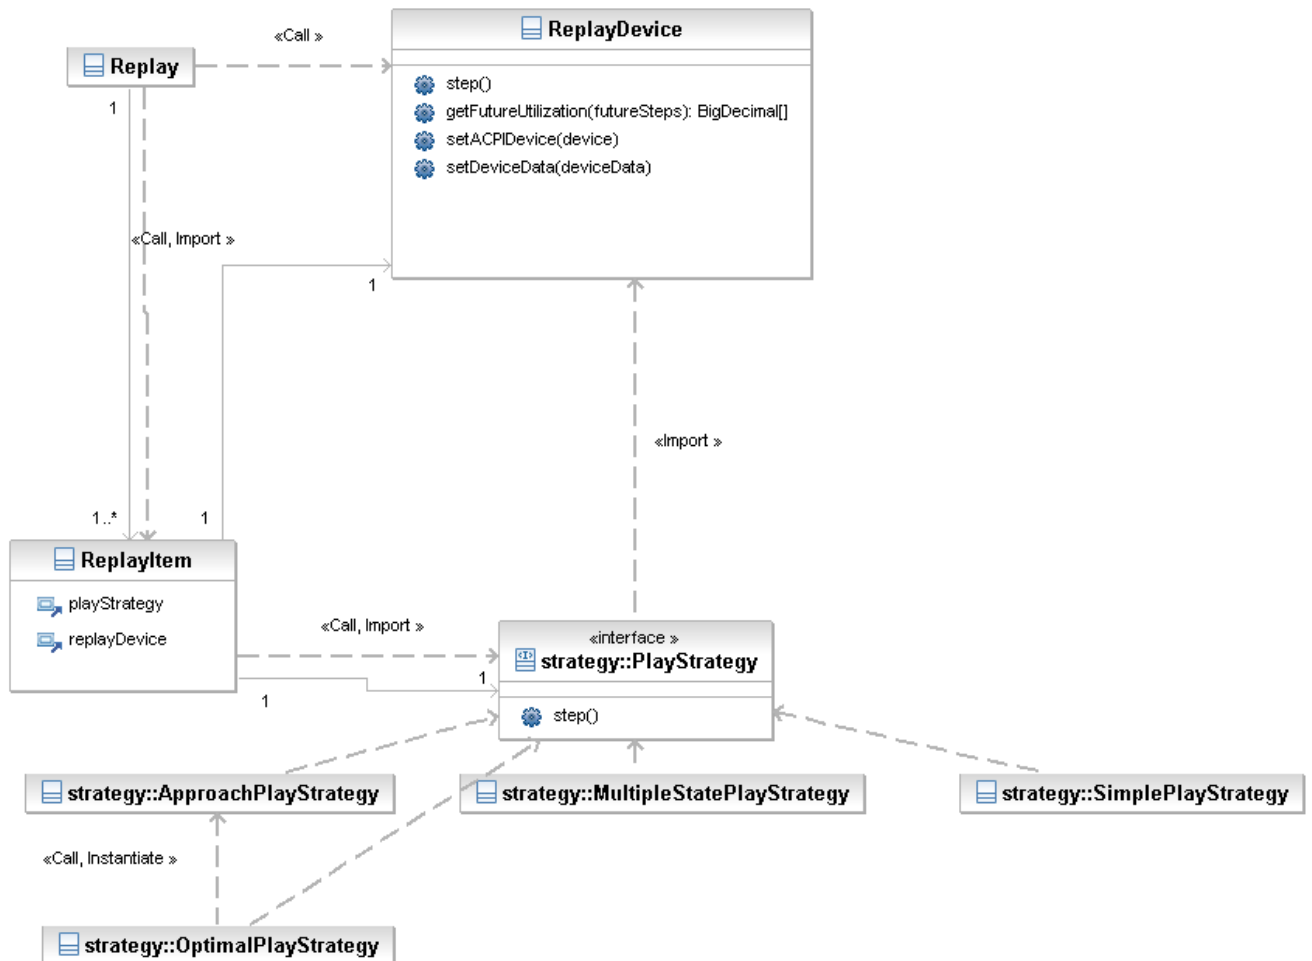 ReplayDevice
«Call »
Replay
step()
1
getFutureUtilization(futureSteps): BigDecimal[]
setACPIDevice(device)
setDeviceData(deviceData)
«Call, Import »
1
«Import »
1..*
1
ReplayItem
playStrategy
replayDevice
«Call, Import »
«interface »
strategy::PlayStrategy
1
1
step()
strategy::ApproachPlayStrategy
strategy::MultipleStatePlayStrategy
strategy::SimplePlayStrategy
«Call, Instantiate »
strategy::OptimalPlayStrategy